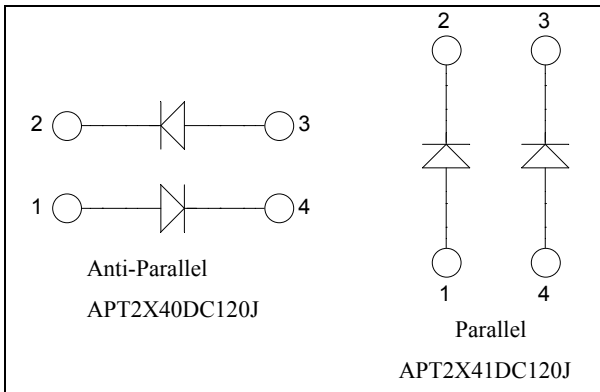 2 3
1 4
Anti-Parallel
APT2X40DC120J
2 3
1 4
Parallel
APT2X41DC120J